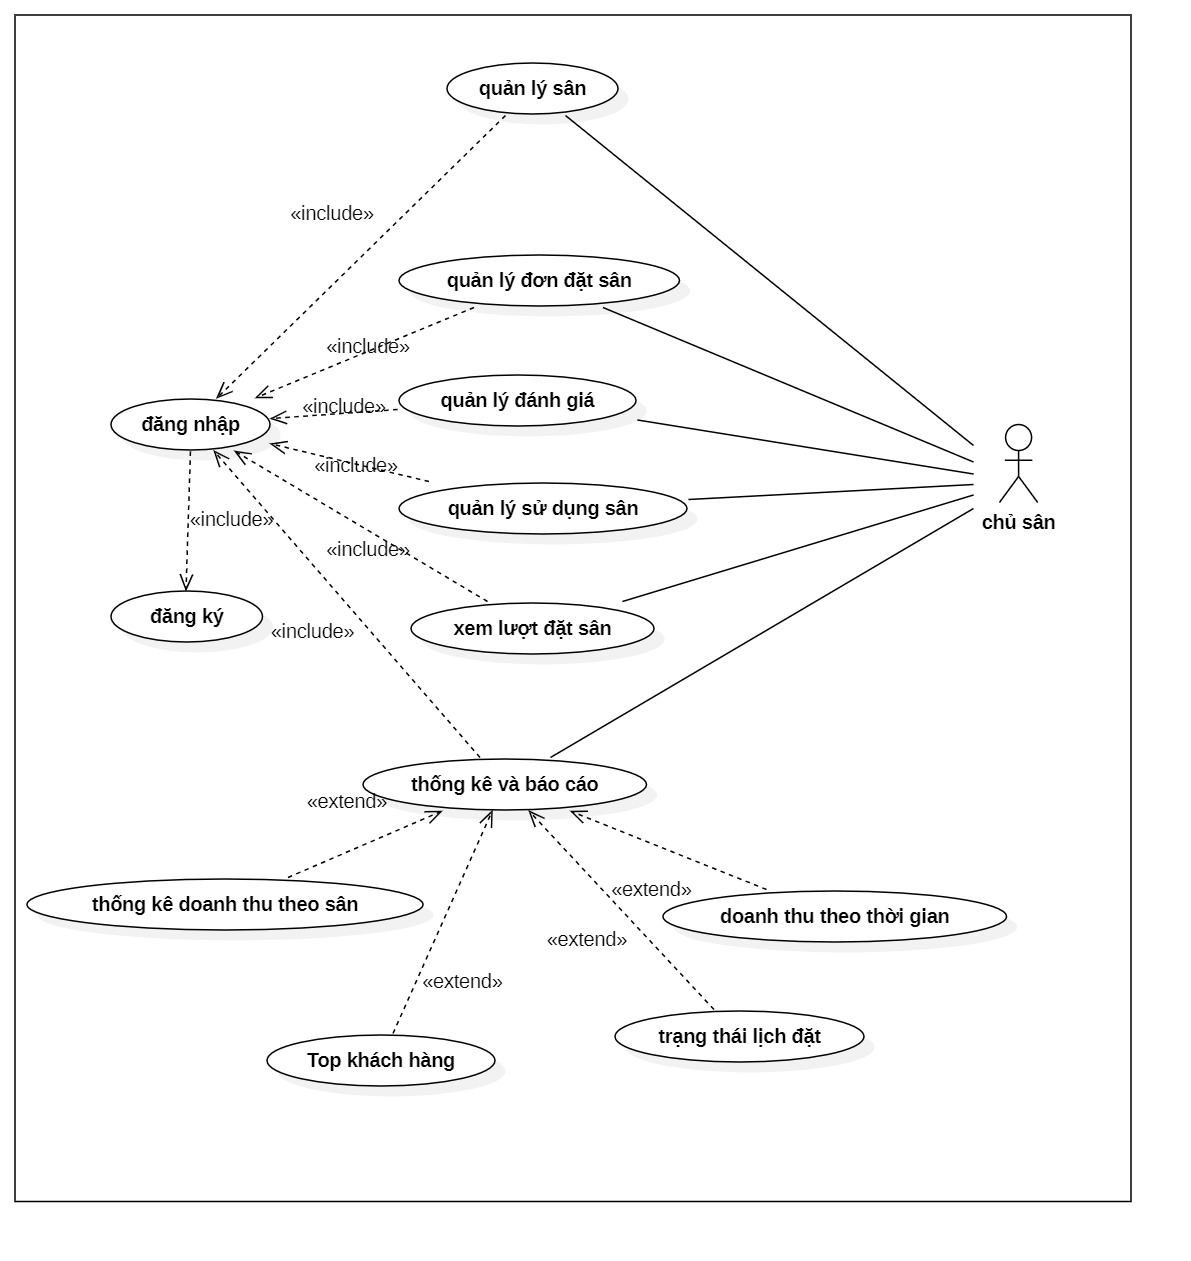 quản lý sân
«include»
quản lý đơn đặt sân
«include»
quản lý đánh giá
«include»
đăng nhập
«include»
quản lý sử dụng sân
chủ sân
«include»
«include»
đăng ký
xem lượt đặt sân
«include»
thống kê và báo cáo
«extend»
«extend»
thống kê doanh thu theo sân
doanh thu theo thời gian
«extend»
«extend»
trạng thái lịch đặt
Top khách hàng